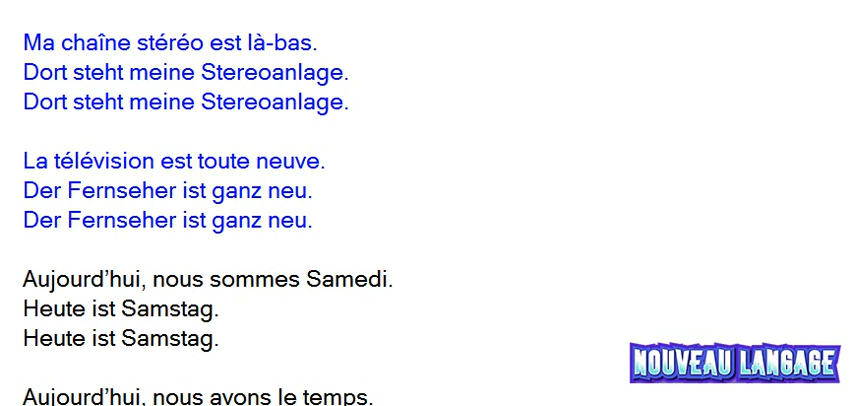 Ma chaîne stéréo est là-bas.
Dort steht meine Stereoanlage.
Dort steht meine Stereoanlage.
La télévision est toute neuve.
Der Fernseher ist ganz neu.
Der Fernseher ist ganz neu.
Aujourd’hui, nous sommes Samedi.
Heute ist Samstag.
Heute ist Samstag.
NOUVEAU LANGAGE
Aujourd’hui, nous avons le temps.